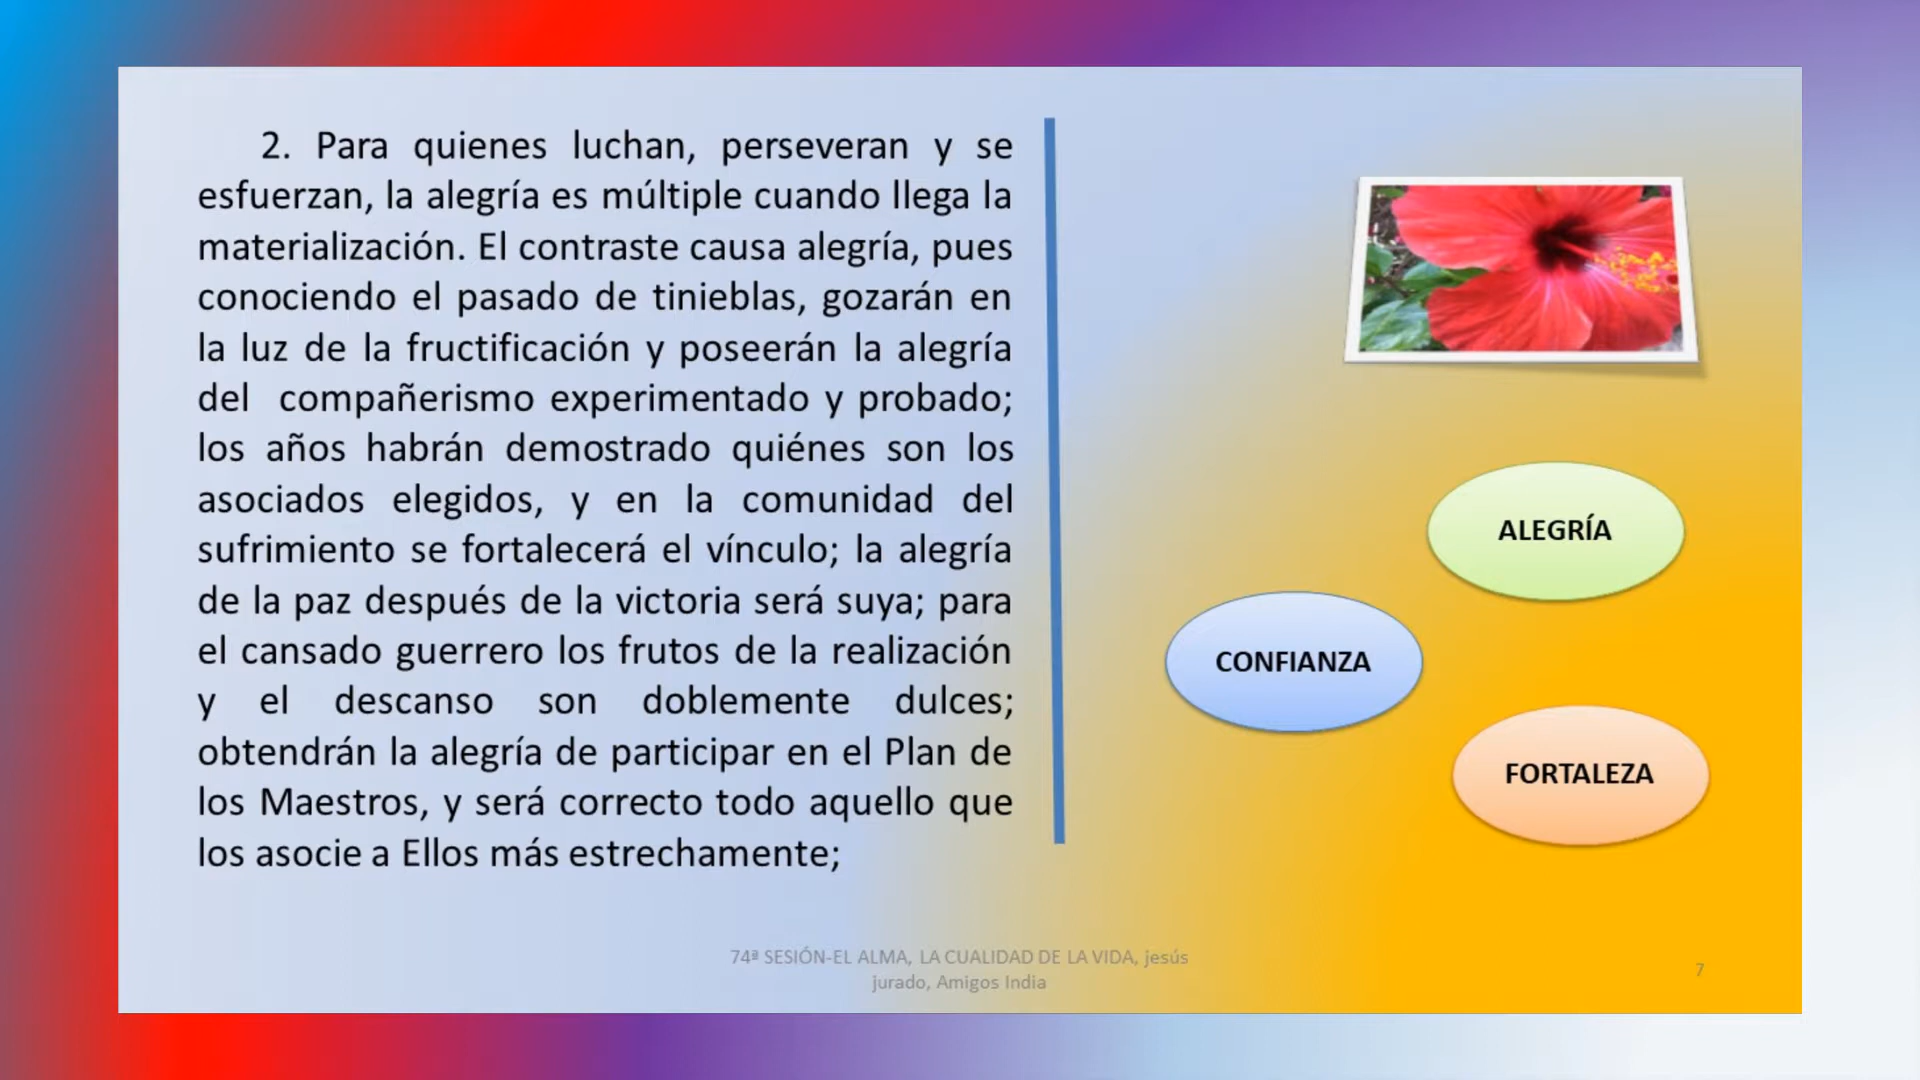 2. Para quienes luchan, perseveran y se
esfuerzan, la alegría es múltiple cuando llega la
materialización. El contraste causa alegría, pues
conociendo el pasado de tinieblas, gozarán en
la luz de la fructificación y poseerán la alegría
del compañerismo experimentado y probado;
los años habrán demostrado quiénes son los
asociados elegidos, y en la comunidad del
sufrimiento se fortalecerá el vínculo; la alegría
de la paz después de la victoria será suya; para
el cansado guerrero los frutos de la realización
y el descanso son doblemente dulces;
obtendrán la alegría de participar en el Plan de
los Maestros, y será correcto todo aquello que
los asocie a Ellos más estrechamente;
ALEGRÍA
CONFIANZA
FORTALEZA
74ª SESIÓN-EL ALMA, LA CUALIDAD DE LA VIDA, jesús
jurado, Amigos India
7